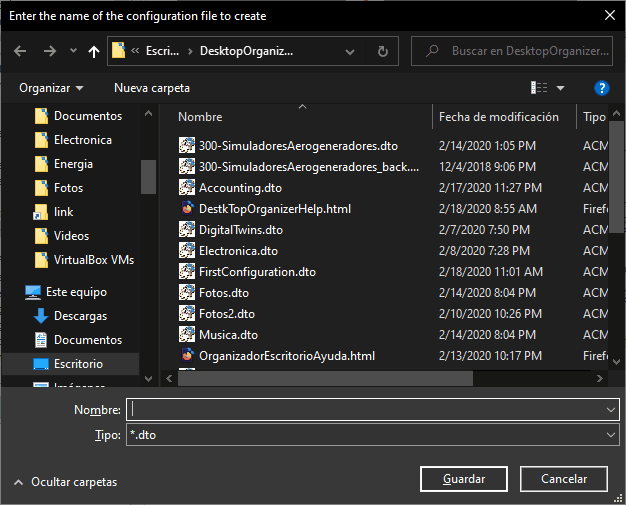 Enter the name of the configuration file to create
Escri... DesktopOrganiz... Buscar en DesktopOrganizer...
Organizar Nueva carpeta
Documentos
Electronica
Energia
Fotos
link
Videos
VirtualBox VMs
Este equipo
Descargas
Documentos
Escritorio
Imágenes
Nombre Fecha de modificación Tipo
300-SimuladoresAerogeneradores.dto 2/14/2020 1:05 PM ACM
300-SimuladoresAerogeneradores_back.... 12/4/2018 9:06 PM ACM
Accounting.dto 2/17/2020 11:27 PM ACM
DestkTopOrganizerHelp.html 2/18/2020 8:55 AM Firef
DigitalTwins.dto 2/7/2020 7:50 PM ACM
Electronica.dto 2/8/2020 7:28 PM ACM
FirstConfiguration.dto 2/18/2020 11:01 AM ACM
Fotos.dto 2/14/2020 8:04 PM ACM
Fotos2.dto 2/10/2020 10:26 PM ACM
Musica.dto 2/14/2020 8:04 PM ACM
OrganizadorEscritorioAyuda.html 2/13/2020 10:17 PM Firef
Nombre:
Tipo: *.dto
Ocultar carpetas Guardar Cancelar